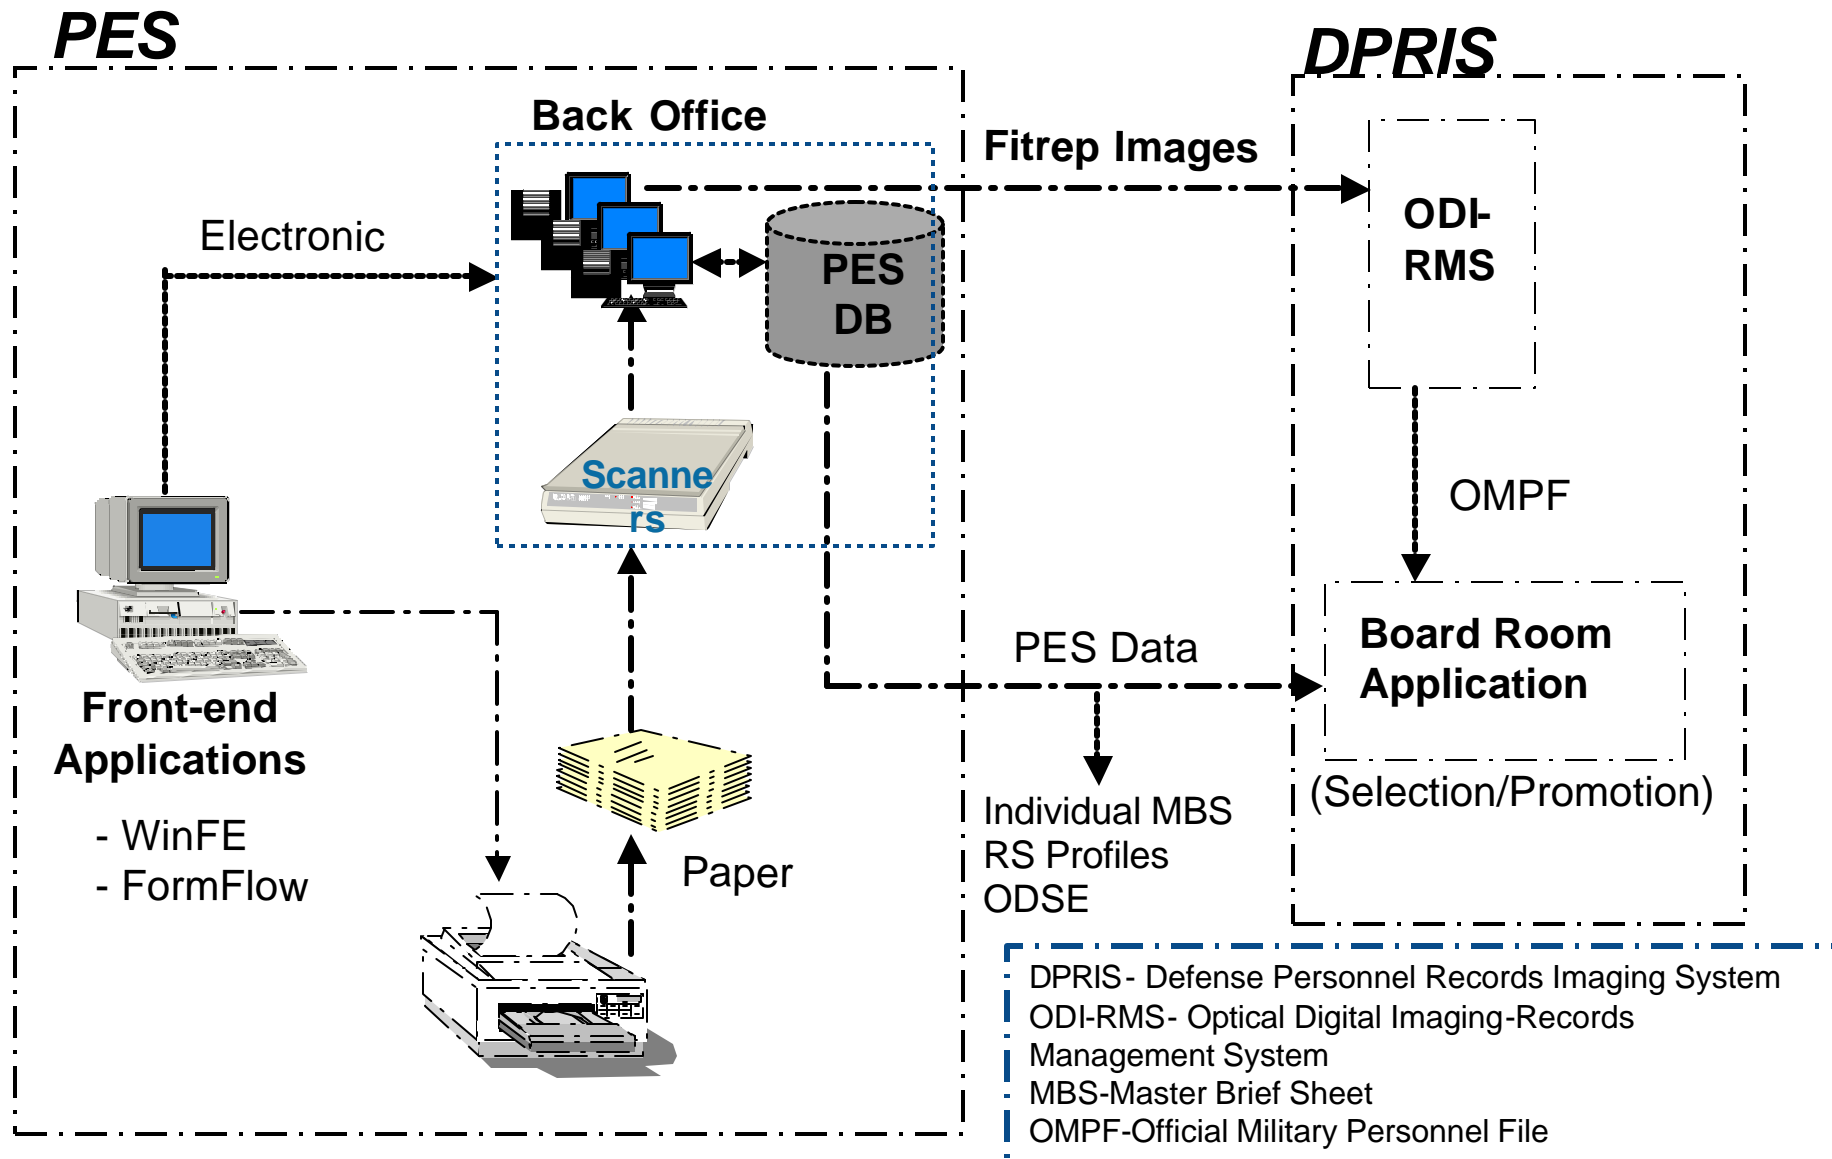 PES
DPRIS
Back Office
Fitrep Images
Electronic
ODI-
RMS
PES
DB
Scanne
rs
OMPF
Front-end
Applications
- WinFE
- FormFlow
Paper
PES Data
Board Room
Application
(Selection/Promotion)
Individual MBS
RS Profiles
ODSE
DPRIS- Defense Personnel Records Imaging System
ODI-RMS- Optical Digital Imaging-Records
Management System
MBS-Master Brief Sheet
OMPF-Official Military Personnel File